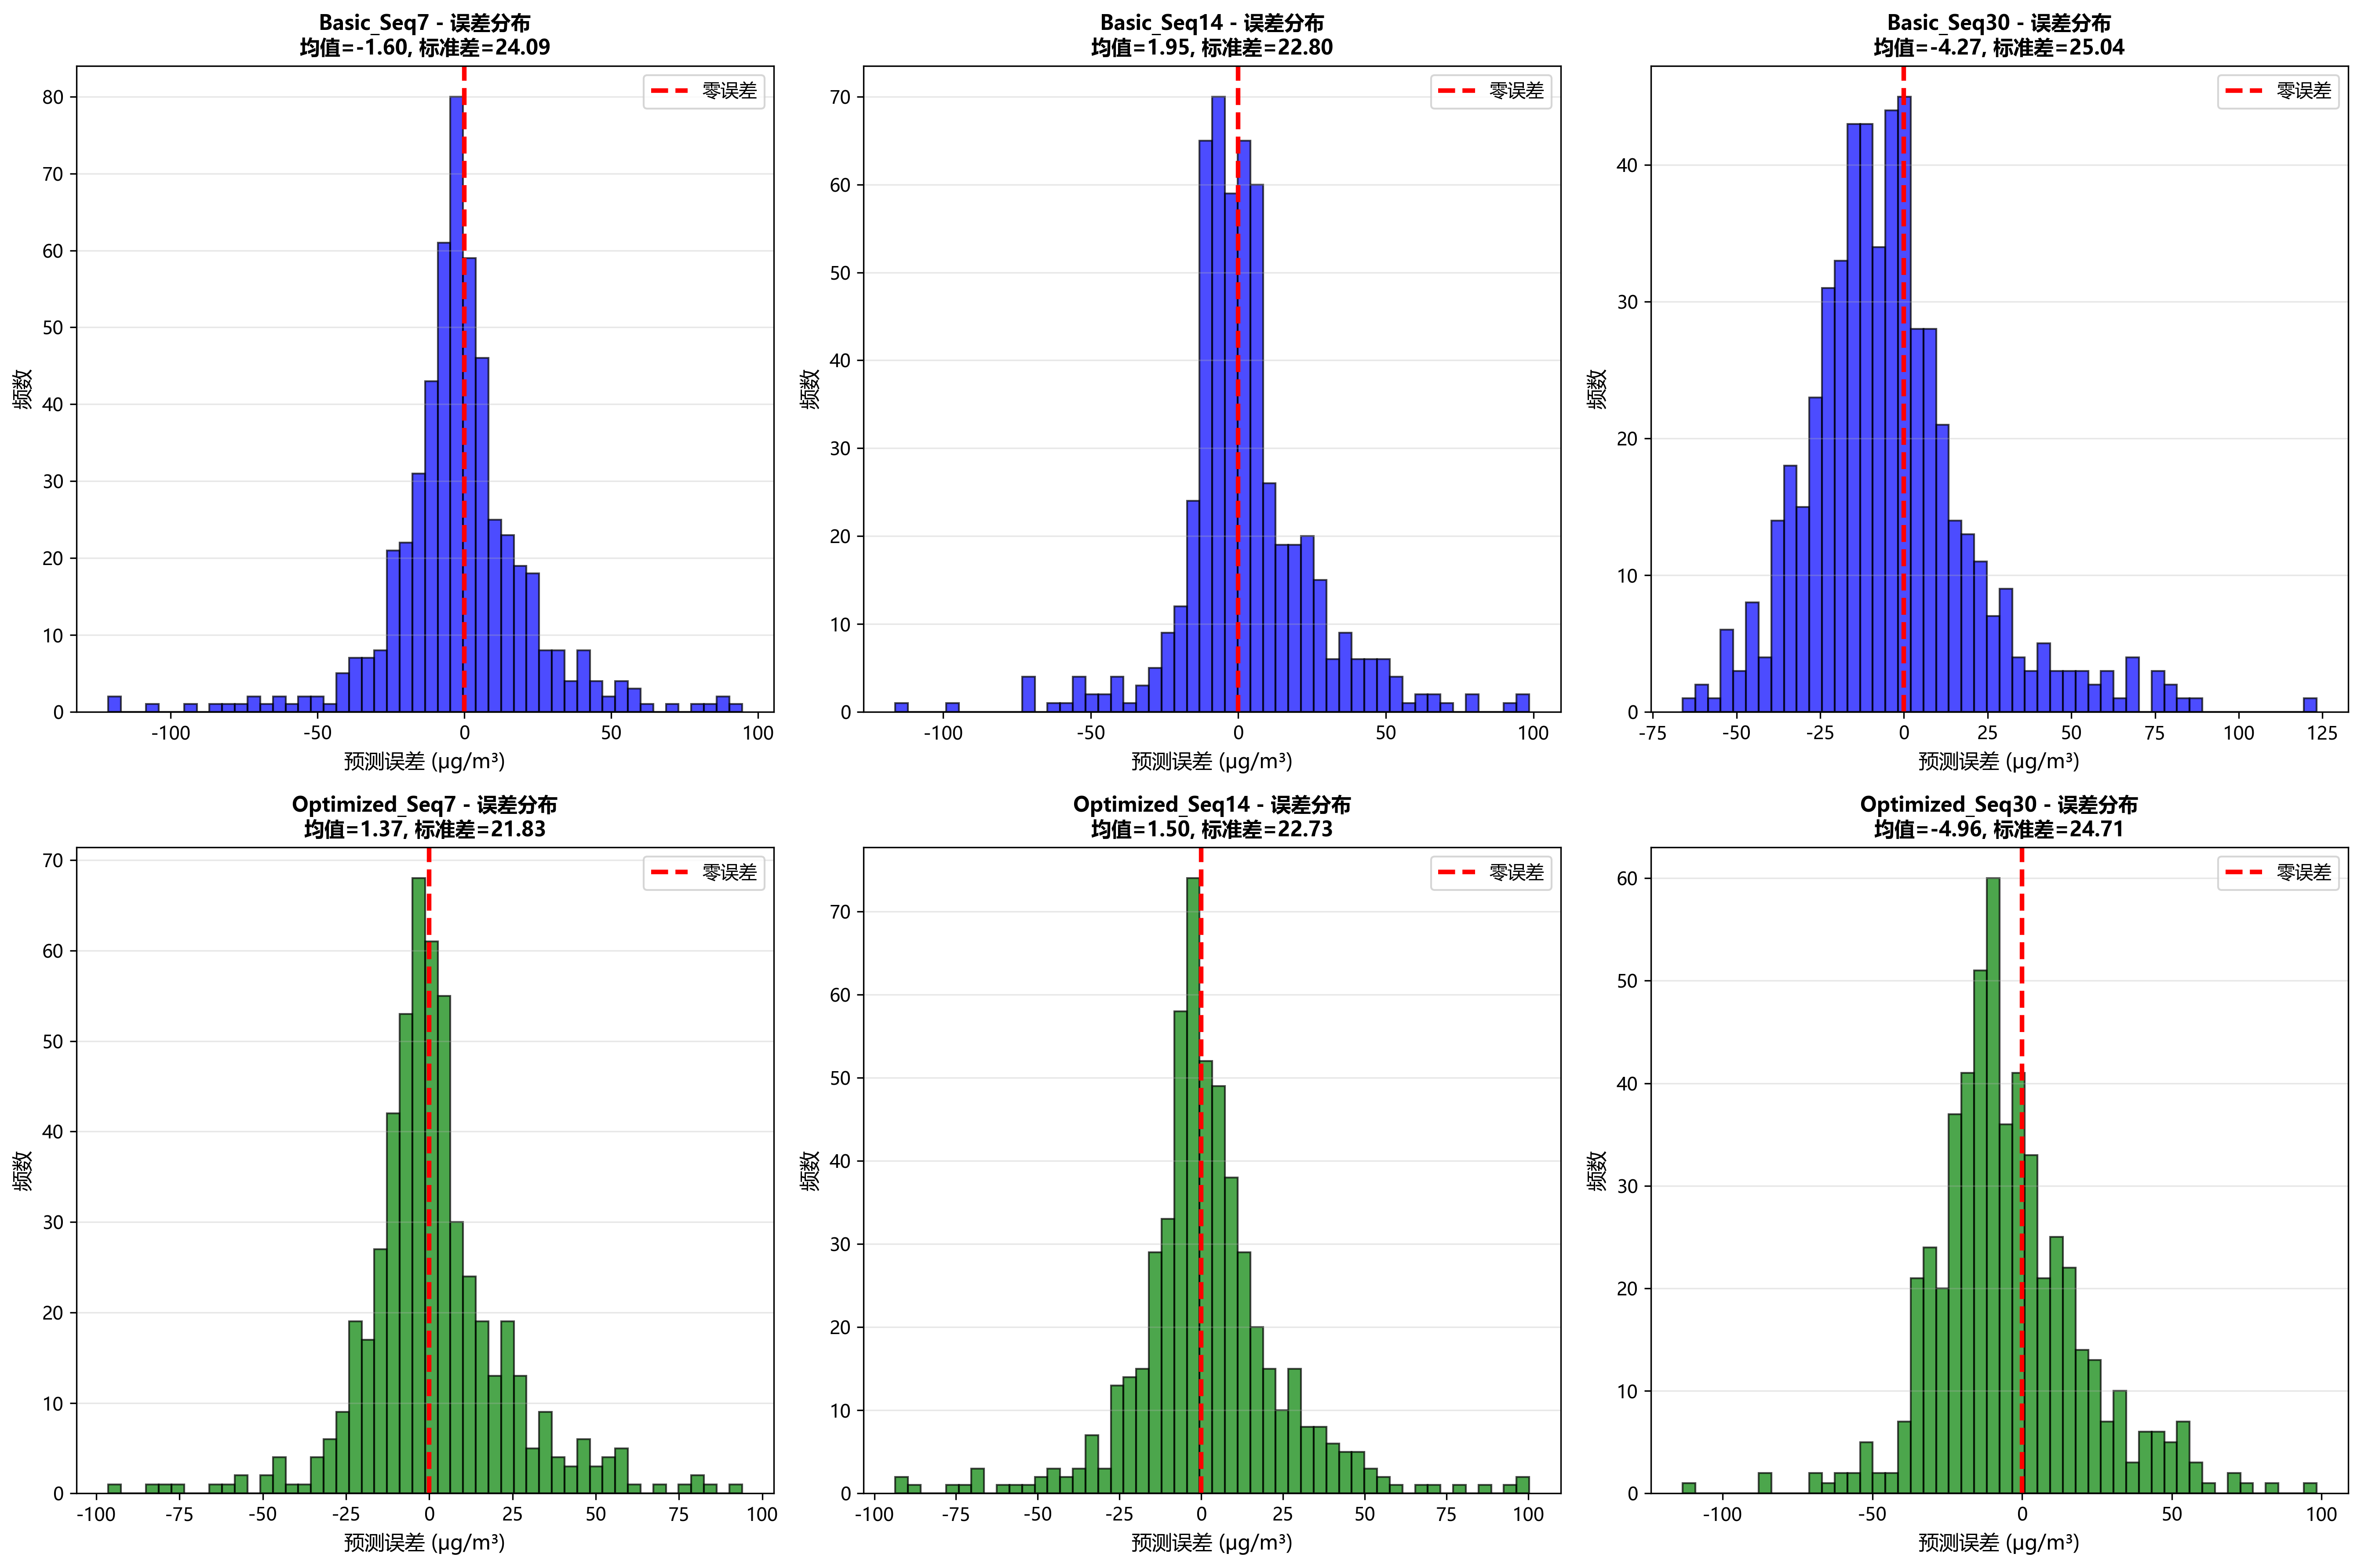 Basic_Seq7 - 误差分布
均值=-1.60, 标准差=24.09
零误差
80
70
60
50
40
30
20
10
0
频数
-100 -50 0 50 100
预测误差 (μg/m³)
Basic_Seq14 - 误差分布
均值=1.95, 标准差=22.80
零误差
70
60
50
40
30
20
10
0
频数
-100 -50 0 50 100
预测误差 (μg/m³)
Basic_Seq30 - 误差分布
均值=-4.27, 标准差=25.04
零误差
40
30
20
10
0
频数
-75 -50 -25 0 25 50 75 100 125
预测误差 (μg/m³)
Optimized_Seq7 - 误差分布
均值=1.37, 标准差=21.83
零误差
70
60
50
40
30
20
10
0
频数
-100 -75 -50 -25 0 25 50 75 100
预测误差 (μg/m³)
Optimized_Seq14 - 误差分布
均值=1.50, 标准差=22.73
零误差
70
60
50
40
30
20
10
0
频数
-100 -75 -50 -25 0 25 50 75 100
预测误差 (μg/m³)
Optimized_Seq30 - 误差分布
均值=-4.96, 标准差=24.71
零误差
60
50
40
30
20
10
0
频数
-100 -50 0 50 100
预测误差 (μg/m³)